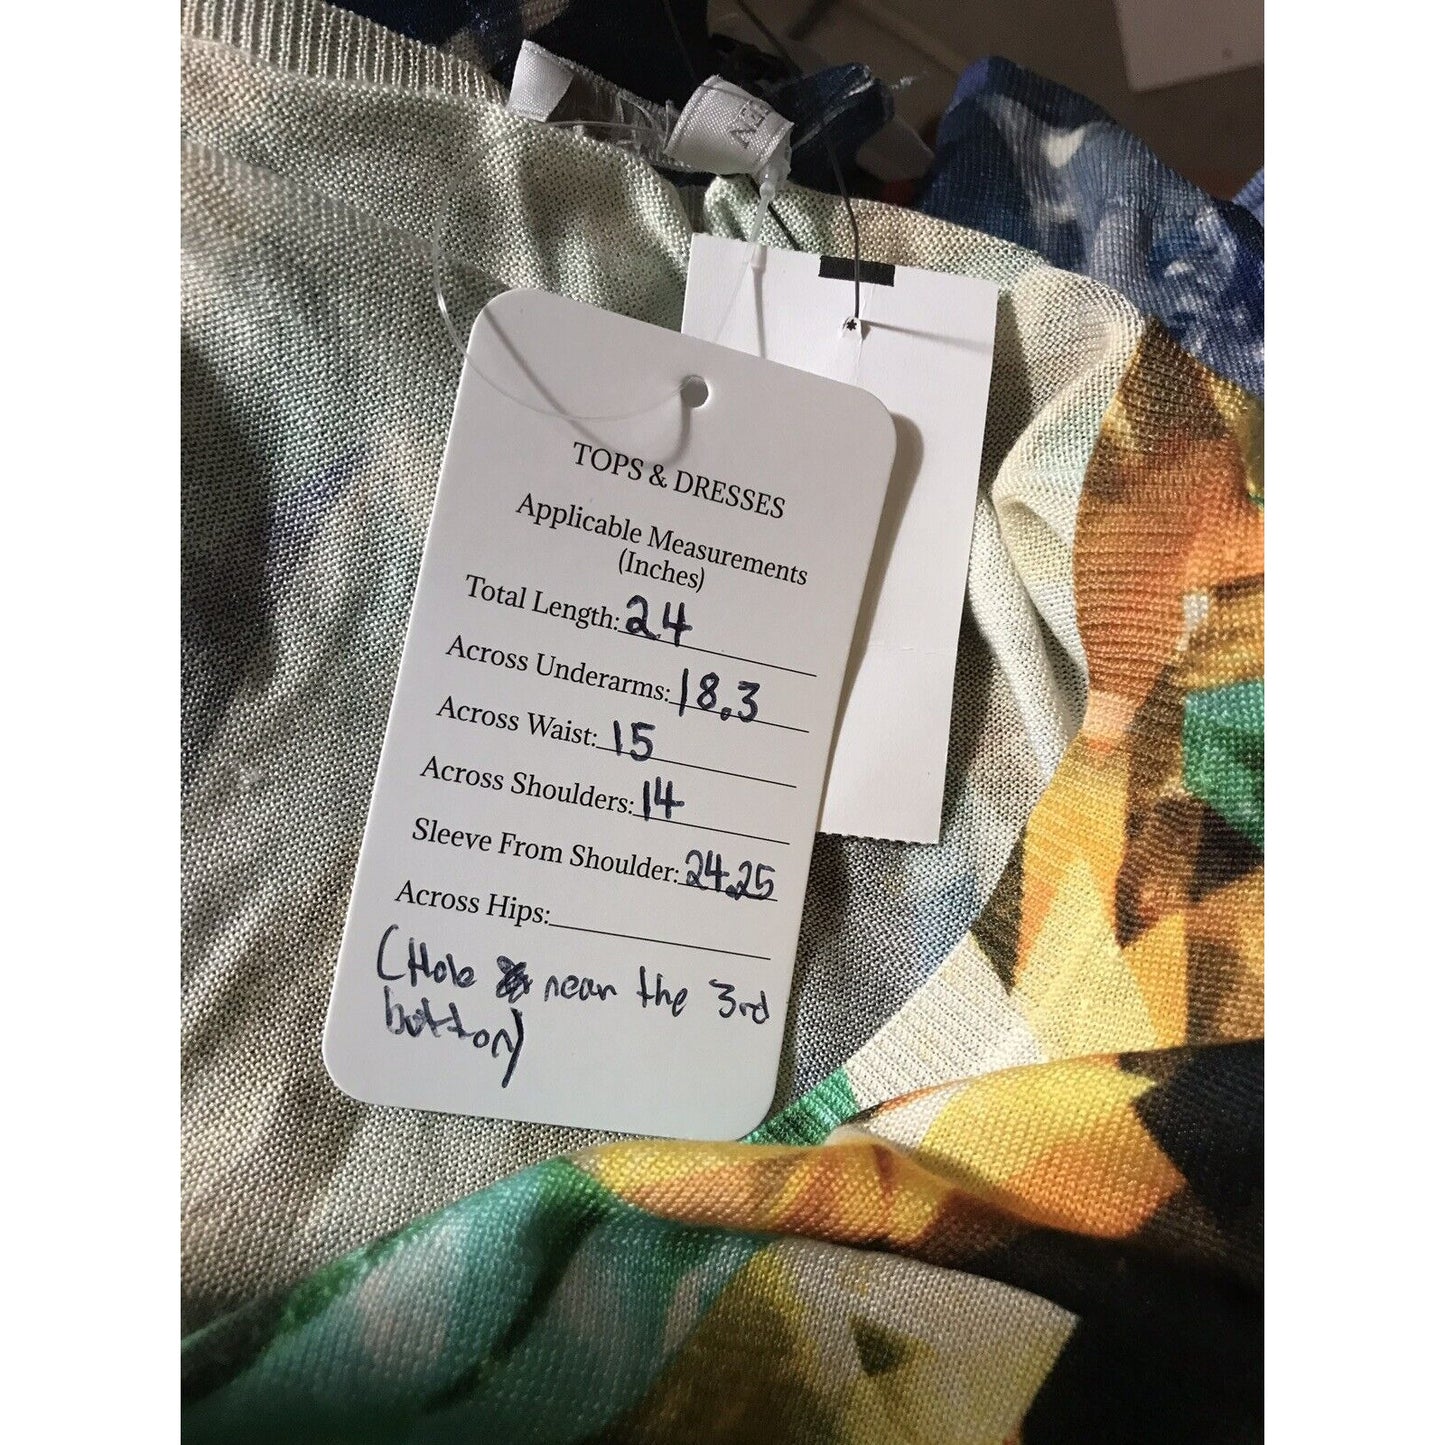 TOPS & DRESSES
Applicable Measurements
(Inches)
Total Length: 24
Across Underarms: 18.3
Across Waist: 15
Across Shoulders: 14
Sleeve From Shoulder: 24.25
Across Hips:
(Hole near the 3rd
button)